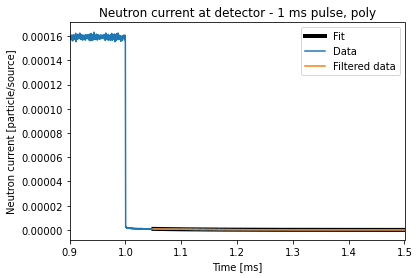 Neutron current at detector - 1 ms pulse, poly
Neutron current [particle/source]
0.00016
0.00014
0.00012
0.00010
0.00008
0.00006
0.00004
0.00002
0.00000
Fit
Data
Filtered data
0.9 1.0 1.1 1.2 1.3 1.4 1.5
Time [ms]